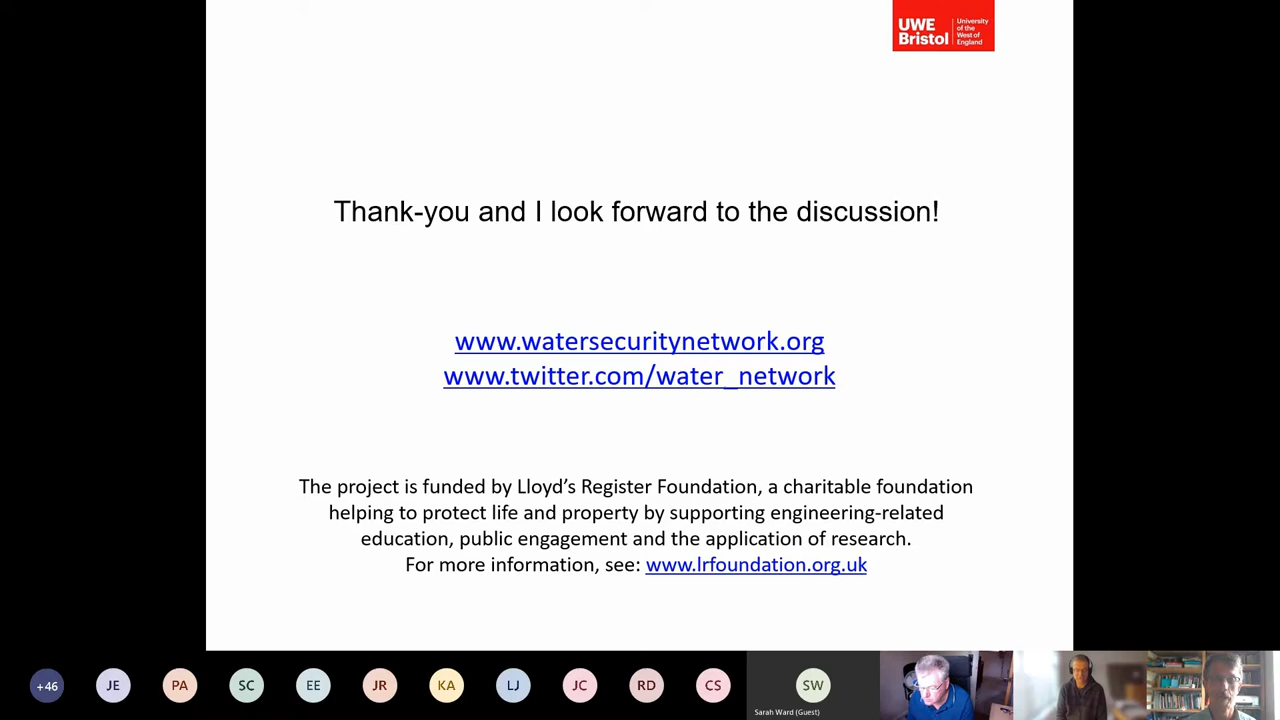 UWE
Bristol
University
of the
West of
England
Thank-you and I look forward to the discussion!
www.watersecuritynetwork.org
www.twitter.com/water_network
The project is funded by Lloyd’s Register Foundation, a charitable foundation
helping to protect life and property by supporting engineering-related
education, public engagement and the application of research.
For more information, see: www.lrfoundation.org.uk
+46 JE PA SC EE JR KA LJ JC RD CS SW
Sarah Ward (Guest)